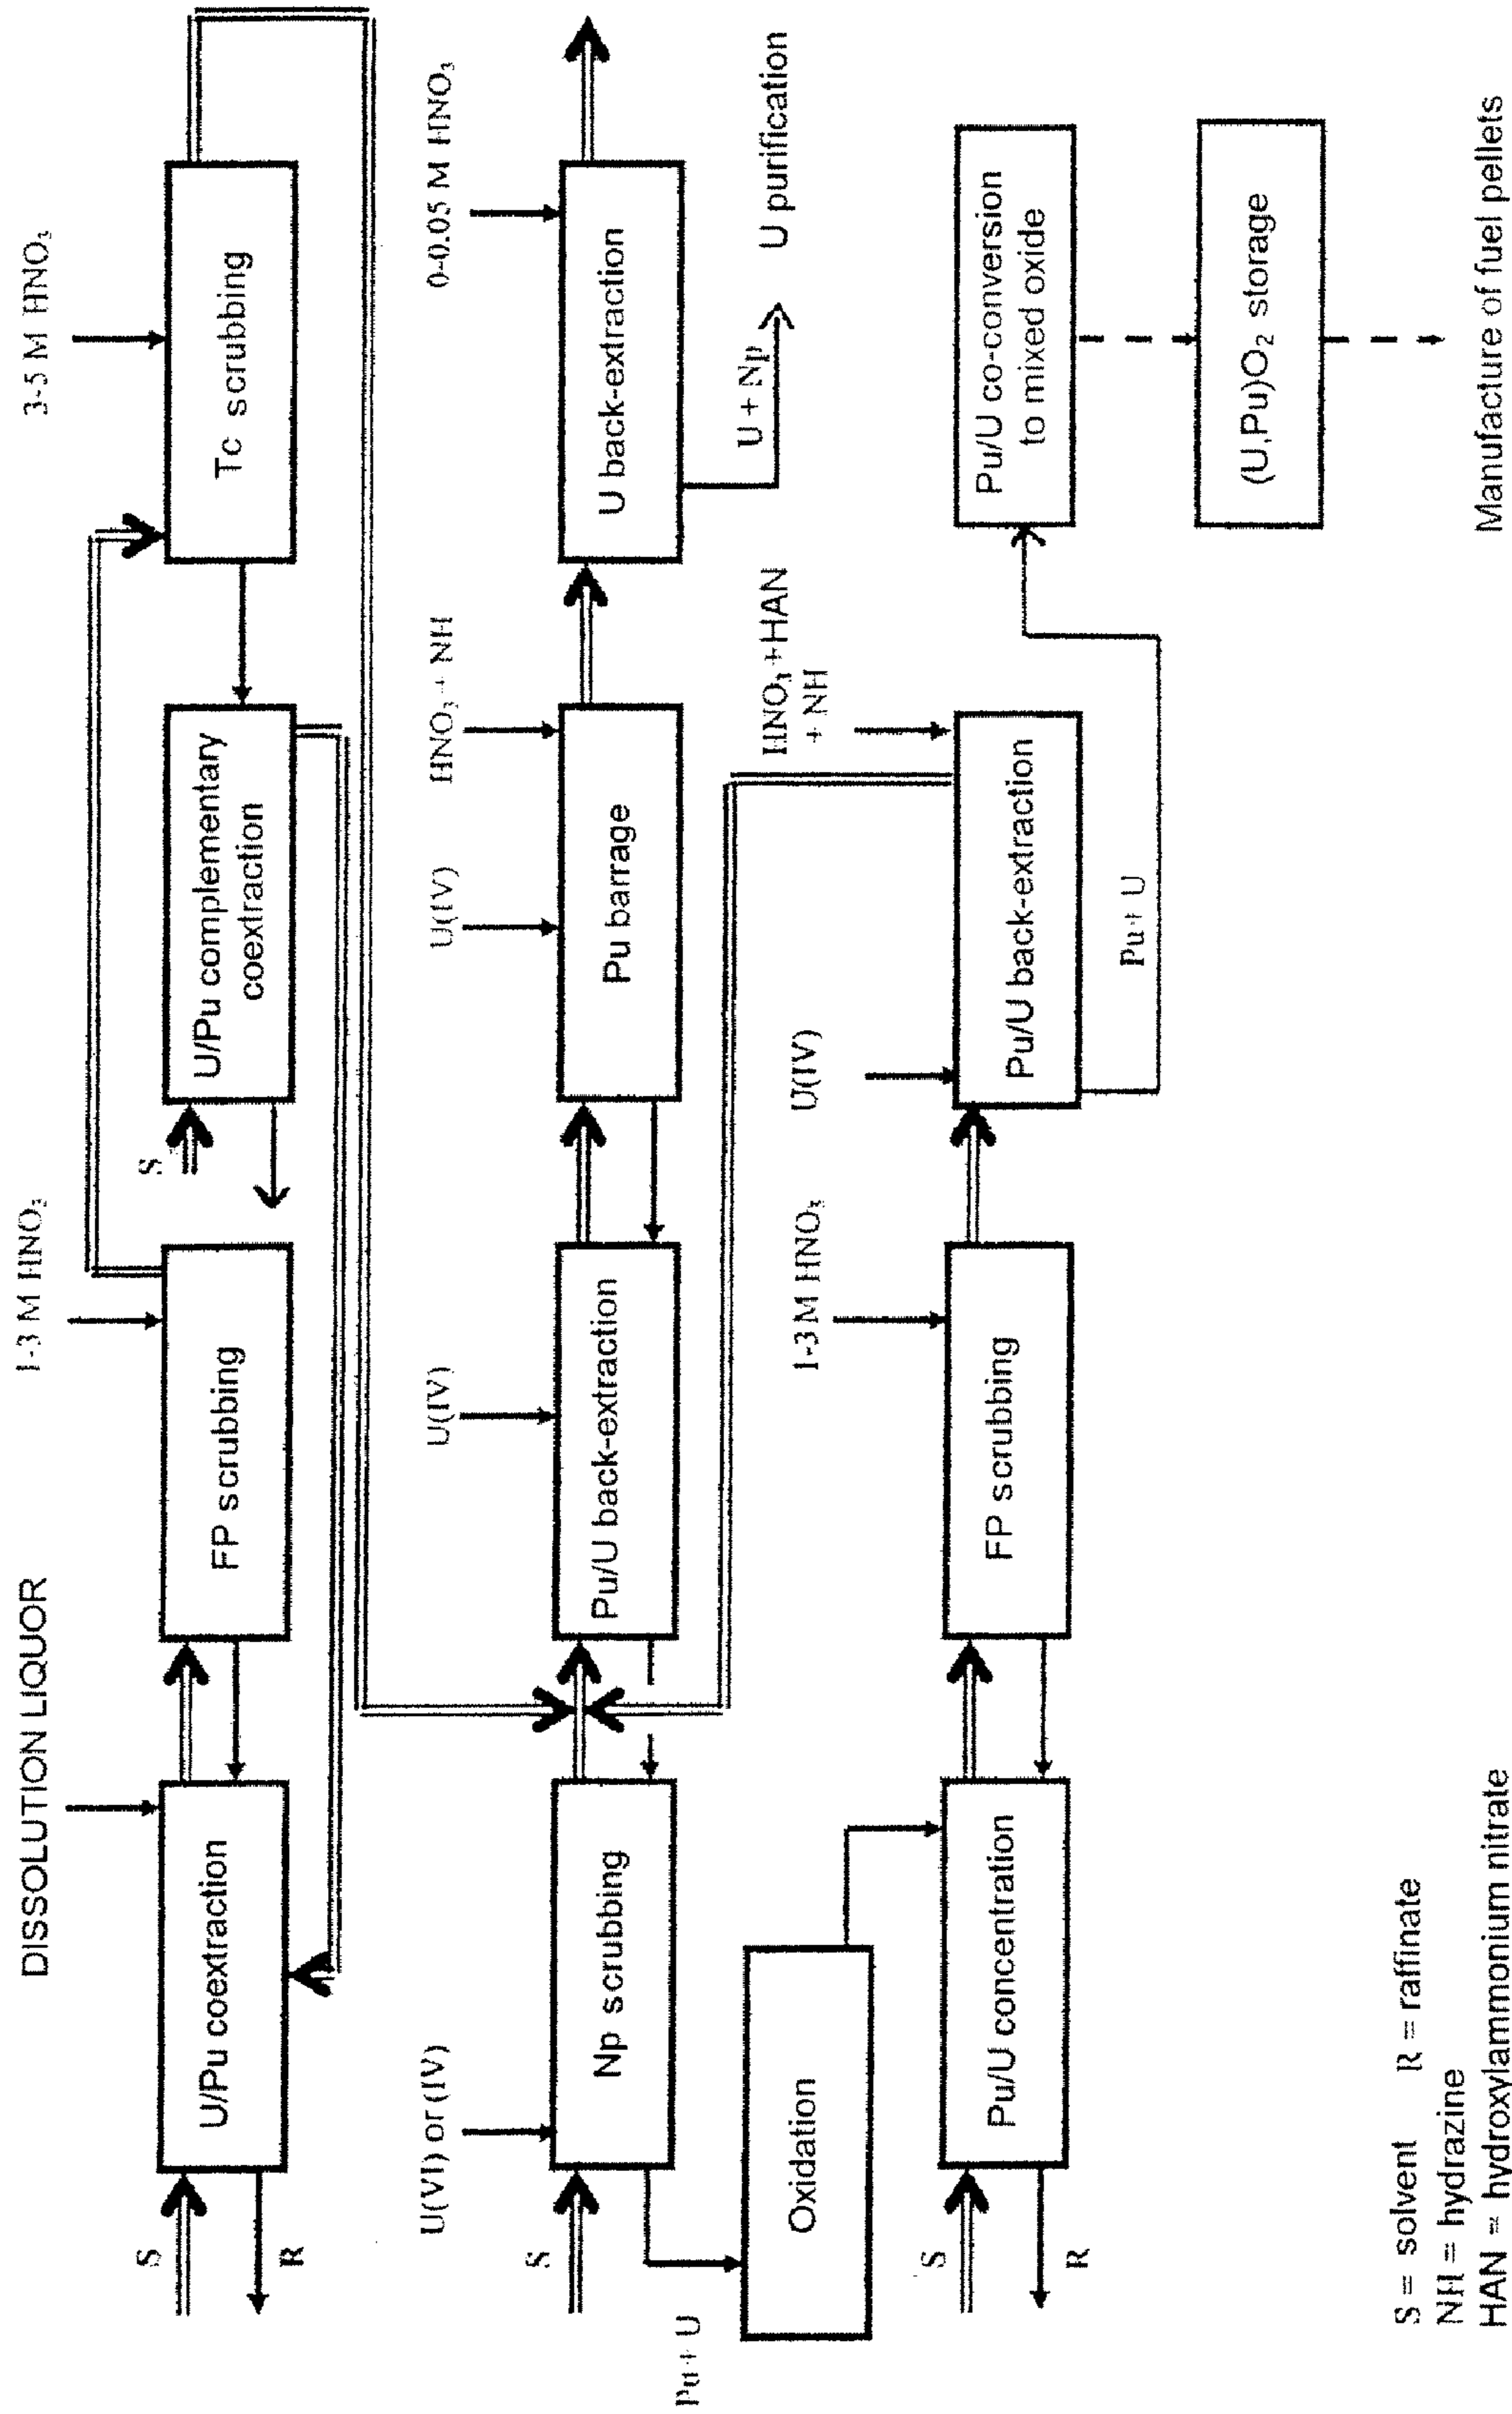 DISSOLUTION LIQUOR
1-3 M HNO₃
3-5 M HNO₃
S
R
U/Pu coextraction
FP scrubbing
S
U/Pu complementary
coextraction
Tc scrubbing
U(VI) or (IV)
U(IV)
U(IV)
HNO₃ + NH
0-0.05 M HNO₃
S
Np scrubbing
Pu/U back-extraction
Pu barrage
U back-extraction
Pu + U
U + Np
U purification
Oxidation
1-3 M HNO₃
U(IV)
HNO₃ +HAN
+ NH
S
R
Pu/U concentration
FP scrubbing
Pu/U back-extraction
Pu/U co-conversion
to mixed oxide
Pu+ U
(U,Pu)O₂ storage
S = solvent R = raffinate
NH = hydrazine
HAN = hydroxylammonium nitrate
Manufacture of fuel pellets